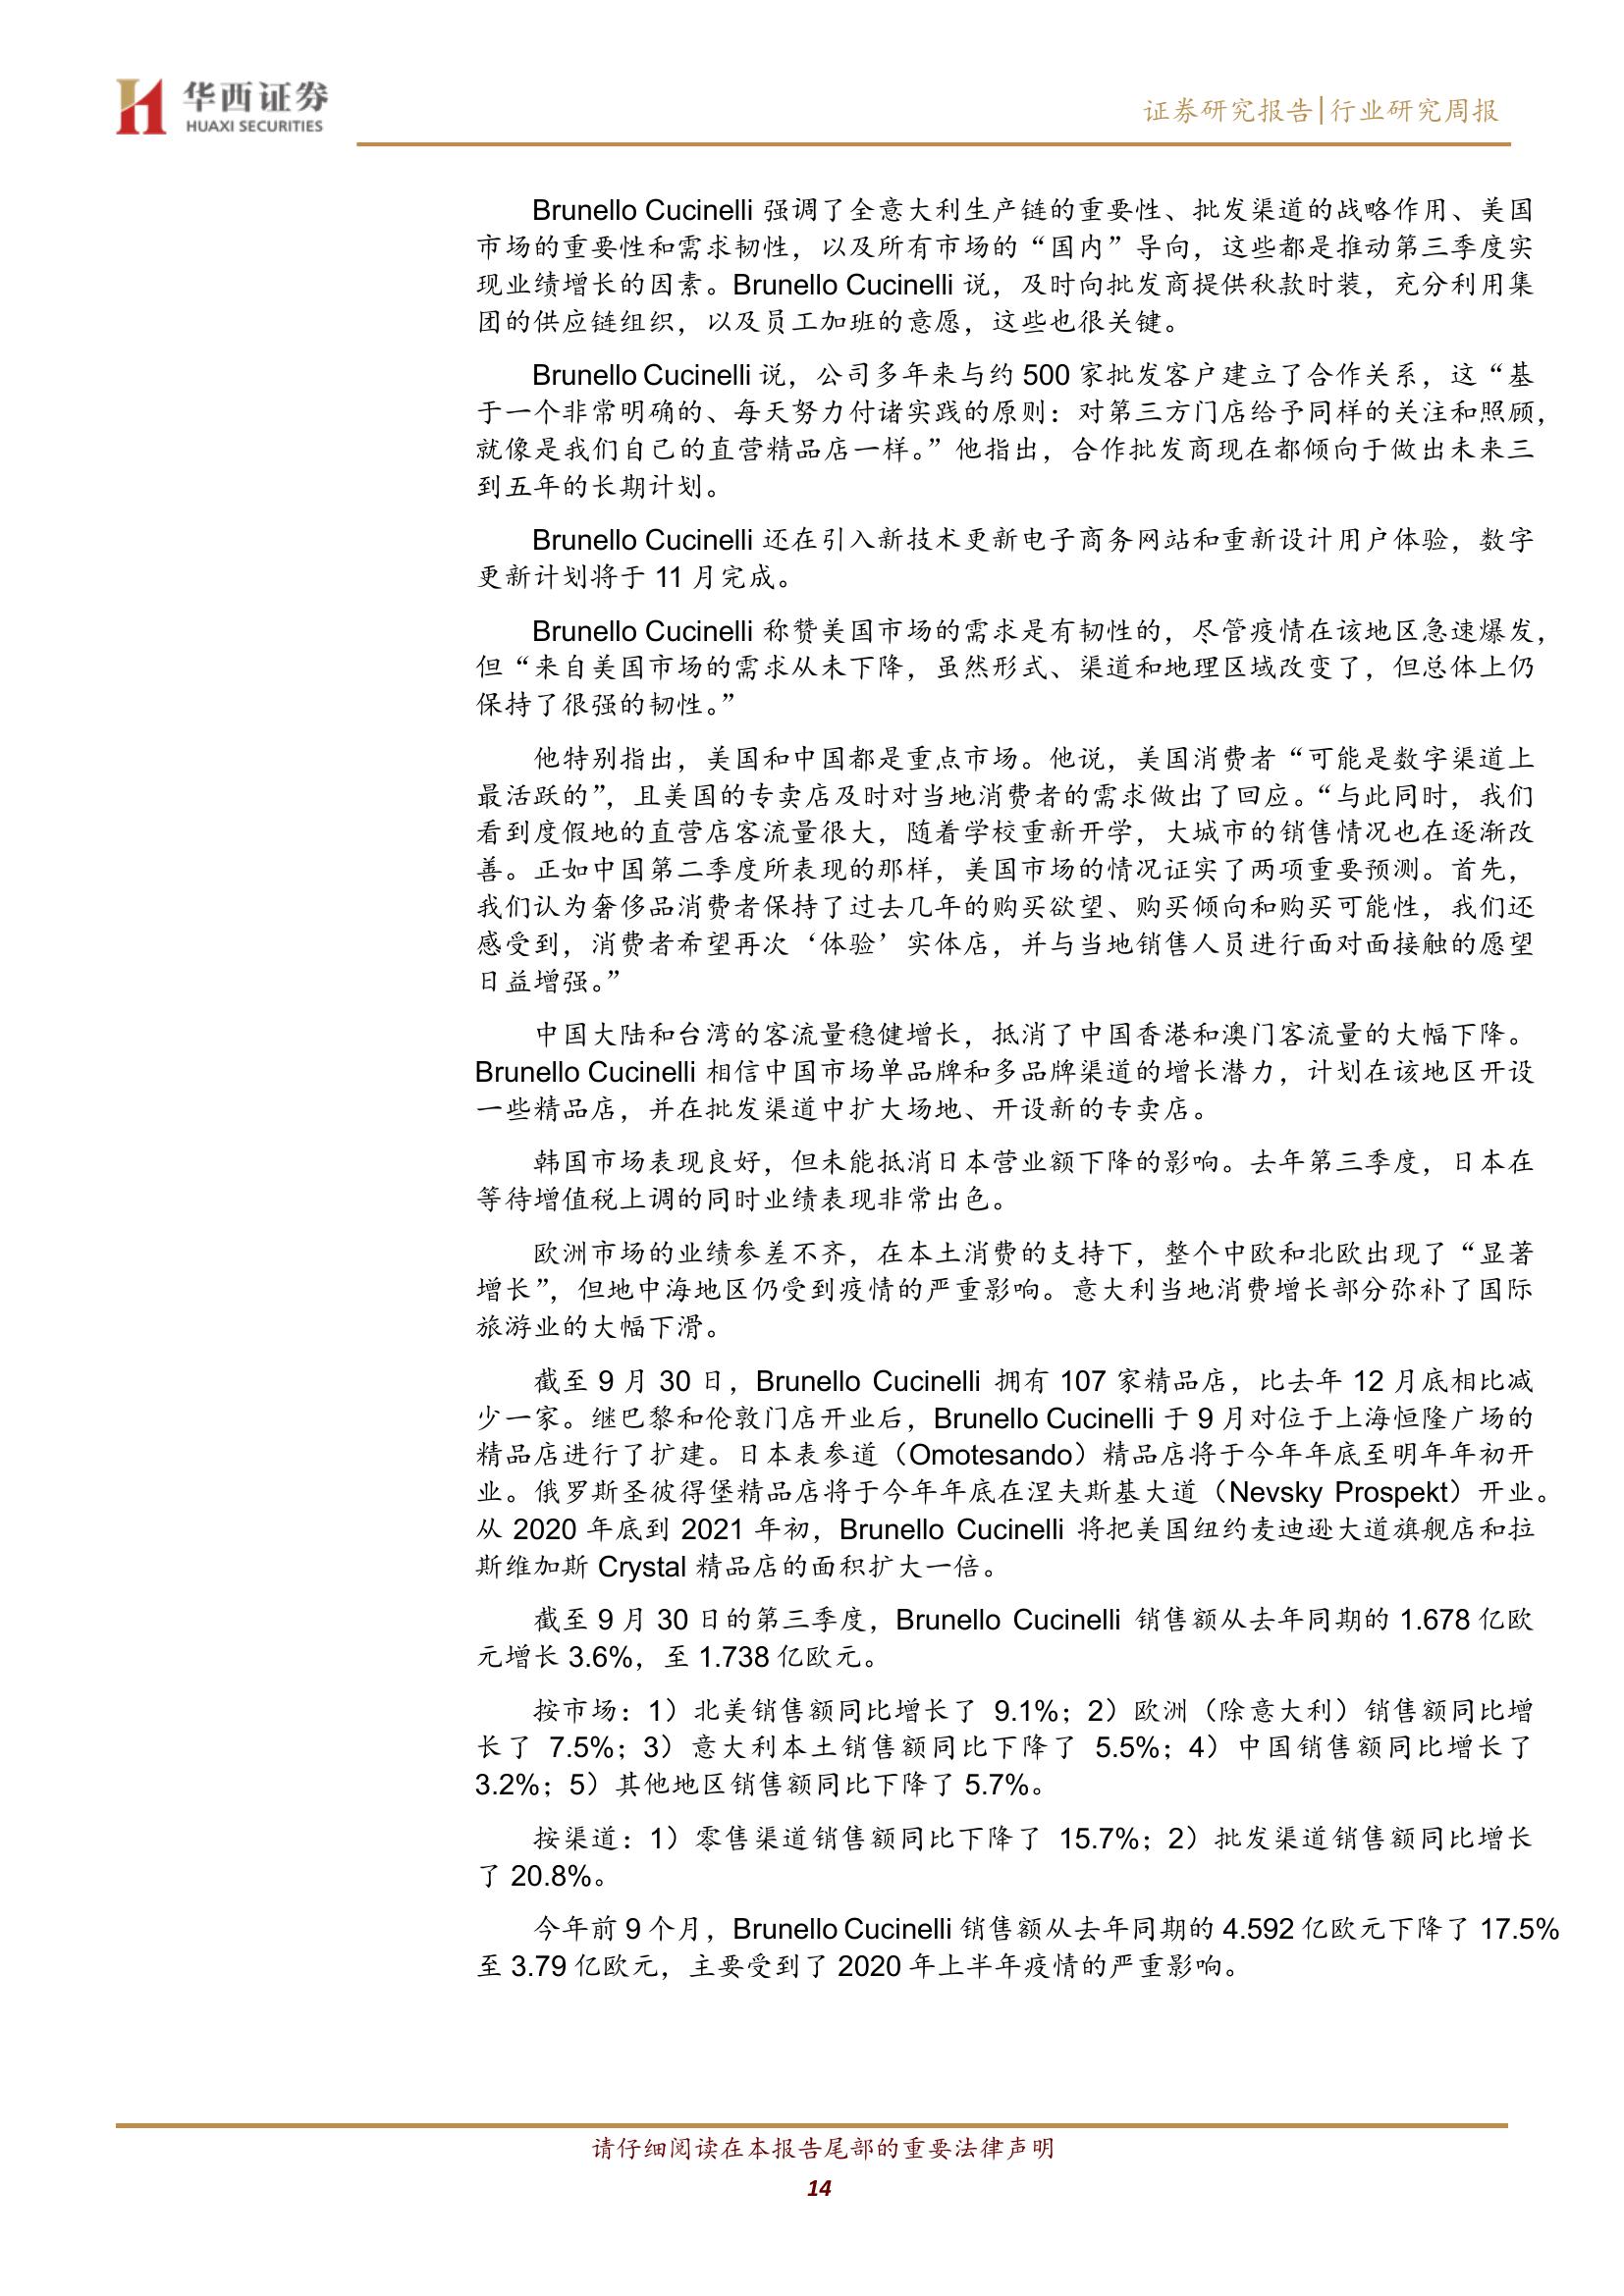 华西证券
HUAXI SECURITIES
证券研究报告|行业研究周报
Brunello Cucinelli 强调了全意大利生产链的重要性、批发渠道的战略作用、美国
市场的重要性和需求韧性，以及所有市场的“国内”导向，这些都是推动第三季度实
现业绩增长的因素。Brunello Cucinelli 说，及时向批发商提供秋款时装，充分利用集
团的供应链组织，以及员工加班的意愿，这些也很关键。
Brunello Cucinelli 说，公司多年来与约 500 家批发客户建立了合作关系，这“基
于一个非常明确的、每天努力付诸实践的原则：对第三方门店给予同样的关注和照顾，
就像是我们自己的直营精品店一样。”他指出，合作批发商现在都倾向于做出未来三
到五年的长期计划。
Brunello Cucinelli 还在引入新技术更新电子商务网站和重新设计用户体验，数字
更新计划将于 11 月完成。
Brunello Cucinelli 称赞美国市场的需求是有韧性的，尽管疫情在该地区急速爆发，
但“来自美国市场的需求从未下降，虽然形式、渠道和地理区域改变了，但总体上仍
保持了很强的韧性。”
他特别指出，美国和中国都是重点市场。他说，美国消费者“可能是数字渠道上
最活跃的”，且美国的专卖店及时对当地消费者的需求做出了回应。“与此同时，我们
看到度假地的直营店客流量很大，随着学校重新开学，大城市的销售情况也在逐渐改
善。正如中国第二季度所表现的那样，美国市场的情况证实了两项重要预测。首先，
我们认为奢侈品消费者保持了过去几年的购买欲望、购买倾向和购买可能性，我们还
感受到，消费者希望再次‘体验’实体店，并与当地销售人员进行面对面接触的愿望
日益增强。”
中国大陆和台湾的客流量稳健增长，抵消了中国香港和澳门客流量的大幅下降。
Brunello Cucinelli 相信中国市场单品牌和多品牌渠道的增长潜力，计划在该地区开设
一些精品店，并在批发渠道中扩大场地、开设新的专卖店。
韩国市场表现良好，但未能抵消日本营业额下降的影响。去年第三季度，日本在
等待增值税上调的同时业绩表现非常出色。
欧洲市场的业绩参差不齐，在本土消费的支持下，整个中欧和北欧出现了“显著
增长”，但地中海地区仍受到疫情的严重影响。意大利当地消费增长部分弥补了国际
旅游业的大幅下滑。
截至 9 月 30 日，Brunello Cucinelli 拥有 107 家精品店，比去年 12 月底相比减
少一家。继巴黎和伦敦门店开业后，Brunello Cucinelli 于 9 月对位于上海恒隆广场的
精品店进行了扩建。日本表参道（Omotesando）精品店将于今年年底至明年年初开
业。俄罗斯圣彼得堡精品店将于今年年底在涅夫斯基大道（Nevsky Prospekt）开业。
从 2020 年底到 2021 年初，Brunello Cucinelli 将把美国纽约麦迪逊大道旗舰店和拉
斯维加斯 Crystal 精品店的面积扩大一倍。
截至 9 月 30 日的第三季度，Brunello Cucinelli 销售额从去年同期的 1.678 亿欧
元增长 3.6%，至 1.738 亿欧元。
按市场：1）北美销售额同比增长了 9.1%；2）欧洲（除意大利）销售额同比增
长了 7.5%；3）意大利本土销售额同比下降了 5.5%；4）中国销售额同比增长了
3.2%；5）其他地区销售额同比下降了 5.7%。
按渠道：1）零售渠道销售额同比下降了 15.7%；2）批发渠道销售额同比增长
了 20.8%。
今年前 9 个月，Brunello Cucinelli 销售额从去年同期的 4.592 亿欧元下降了 17.5%
至 3.79 亿欧元，主要受到了 2020 年上半年疫情的严重影响。
请仔细阅读在本报告尾部的重要法律声明
14